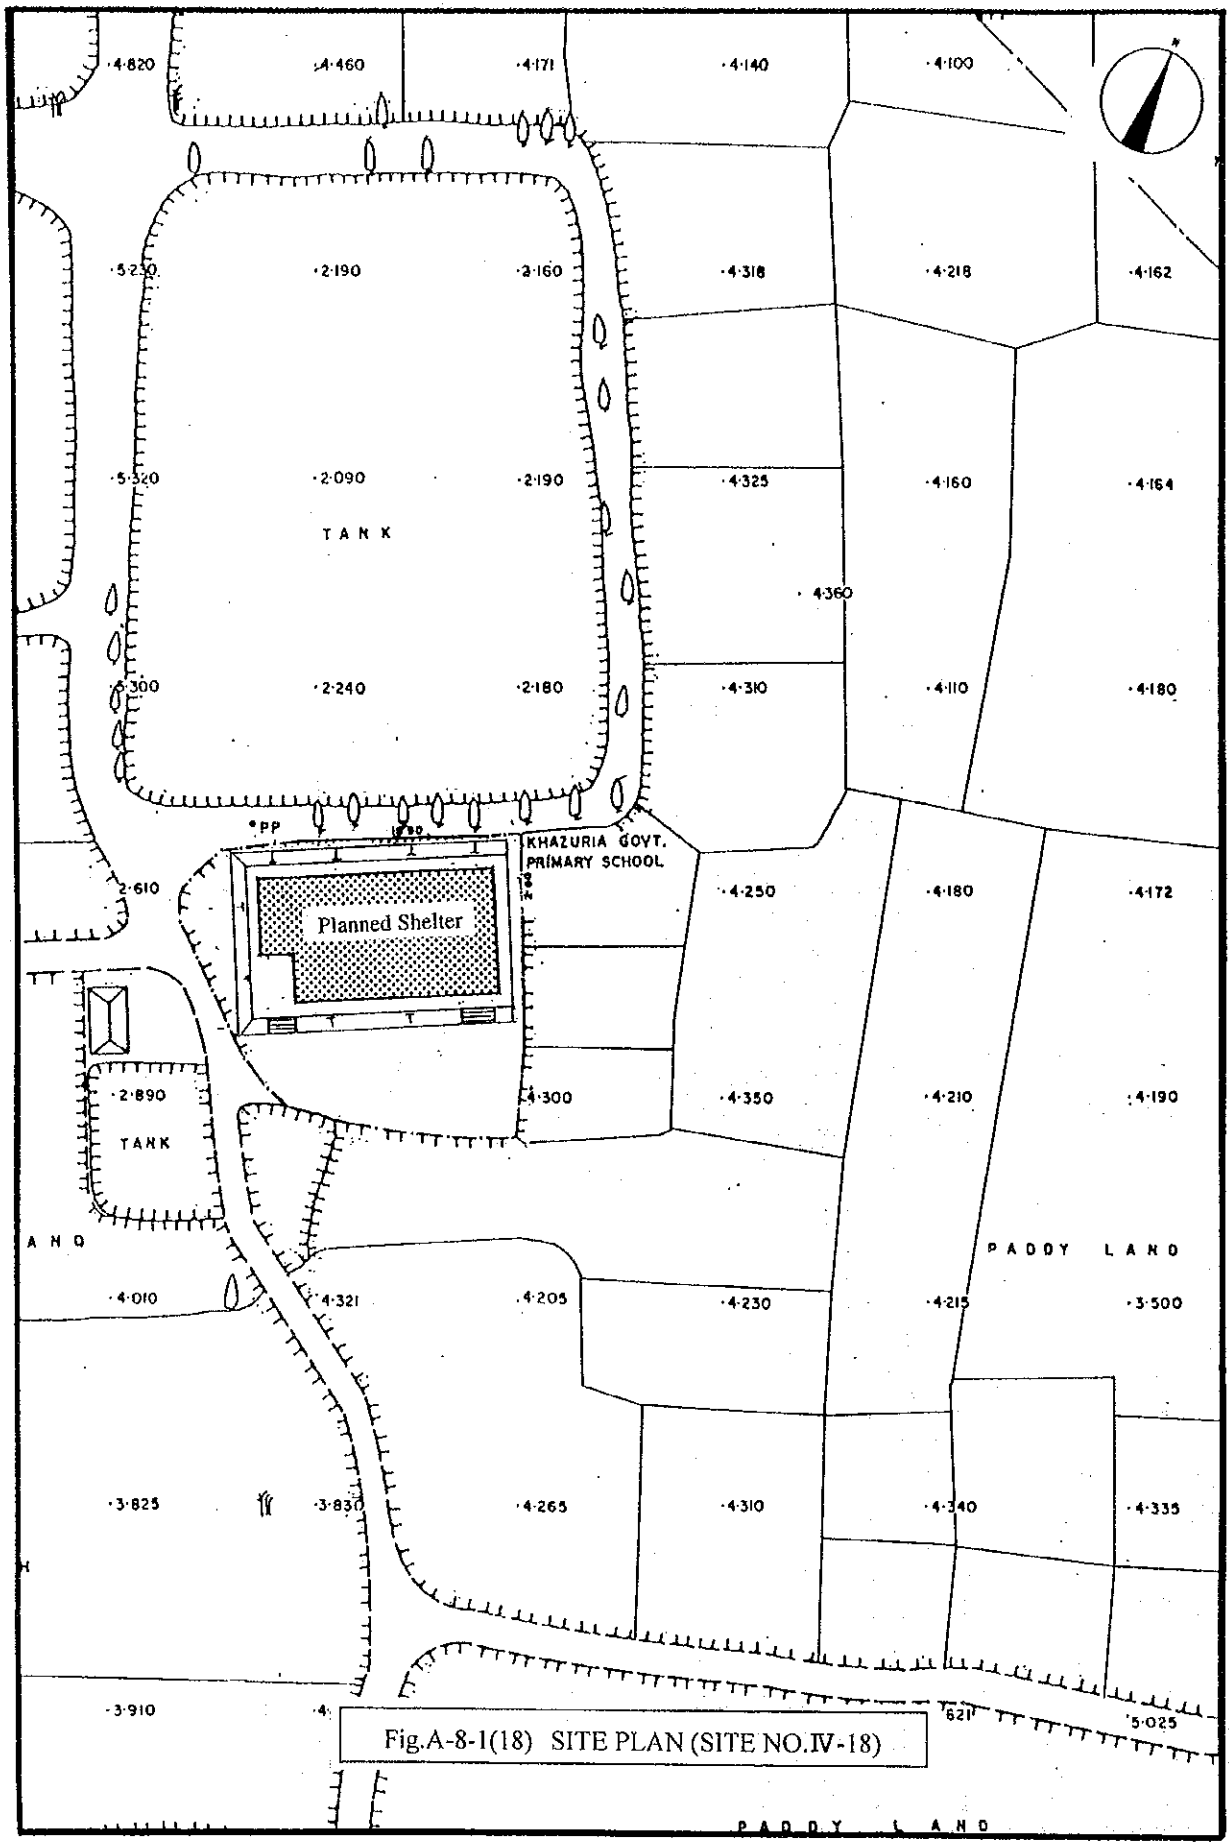 N
·4·820 ·4·460 ·4·171 ·4·140 ·4·100
·5·230 ·2·190 ·2·160 ·4·318 ·4·218 ·4·162
·5·320 ·2·090 ·2·190 ·4·325 ·4·160 ·4·164
TANK
·4·360
·5·300 ·2·240 ·2·180 ·4·310 ·4·110 ·4·180
·PP
KHAZURIA GOVT.
PRIMARY SCHOOL
2·610 ·4·250 ·4·180 ·4·172
Planned Shelter
·2·890 4·300 ·4·350 ·4·210 ·4·190
TANK
AND PADDY LAND
·4·010 ·4·321 ·4·205 ·4·230 ·4·215 ·3·500
·3·825 ·3·830 ·4·265 ·4·310 ·4·340 ·4·335
·3·910 ·4· 621 5·025
Fig.A-8-1(18) SITE PLAN (SITE NO.IV-18)
PADDY LAND